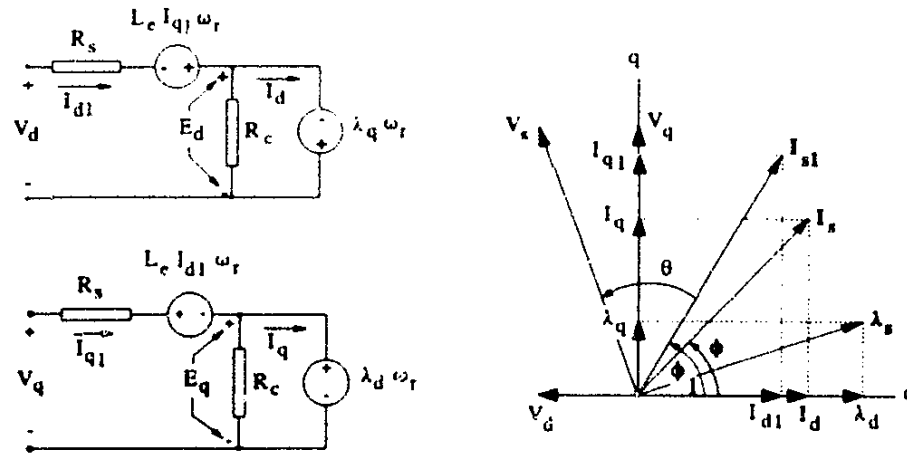 L_e I_q1 ω_r
R_s
- +
+
I_d1
I_d
V_d
E_d
R_c
λ_q ω_r
+
-
-
+
-
-
L_e I_d1 ω_r
R_s
+ -
+
I_q1
I_q
V_q
E_q
R_c
λ_d ω_r
+
-
+
-
-
q
V_s
V_q
I_q1
I_s1
I_q
I_s
θ
λ_q
λ_s
ϕ
ϕ_1
V_d
I_d1
I_d
λ_d